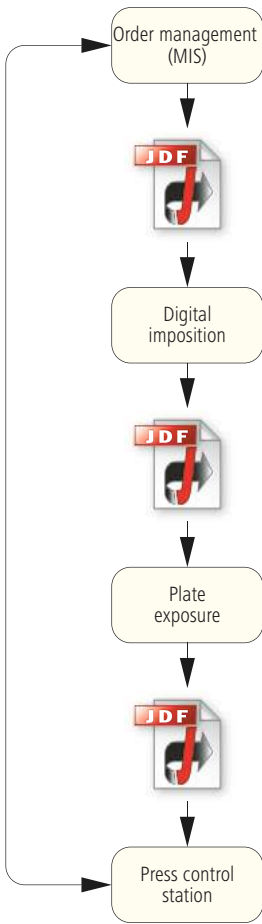 Order management
(MIS)
JDF
Digital
imposition
JDF
Plate
exposure
JDF
Press control
station